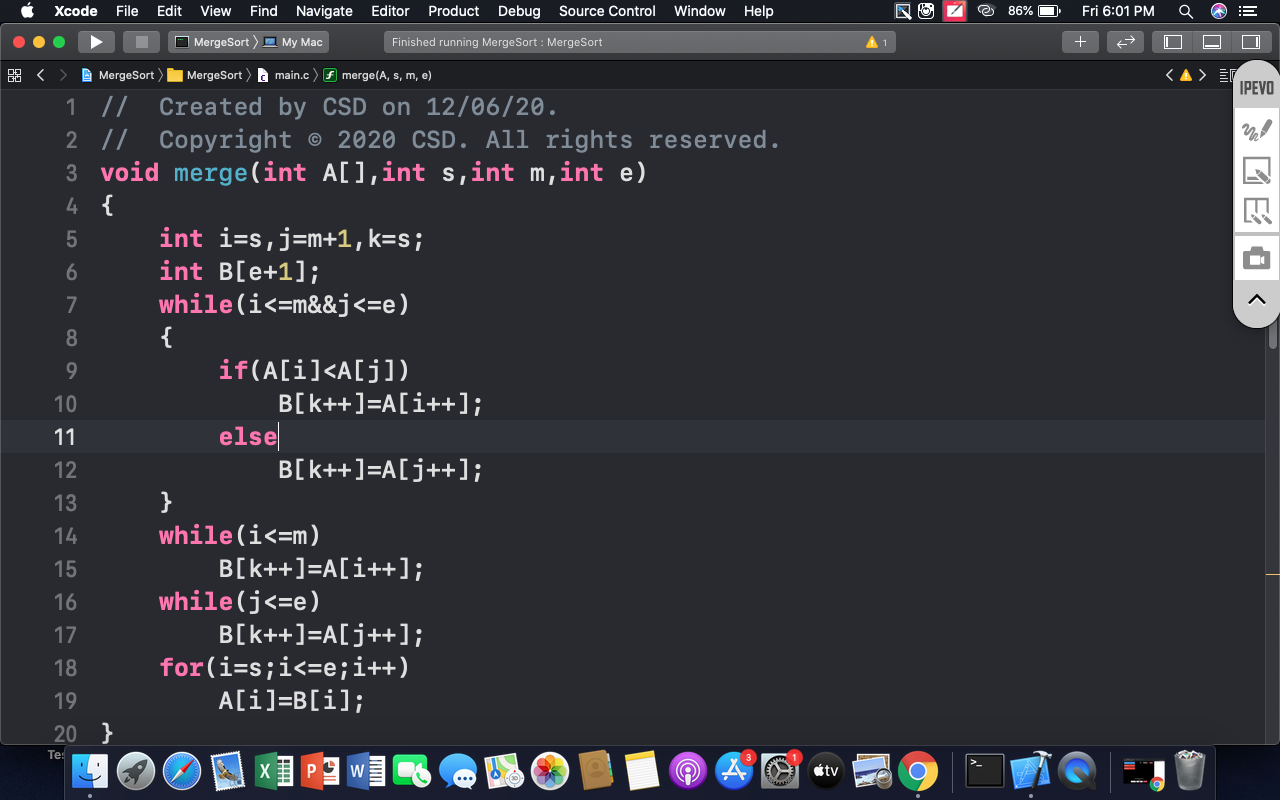 Xcode File Edit View Find Navigate Editor Product Debug Source Control Window Help 86% Fri 6:01 PM
MergeSort My Mac Finished running MergeSort : MergeSort 1
MergeSort MergeSort main.c merge(A, s, m, e)
IPEVO
1 //  Created by CSD on 12/06/20.
2 //  Copyright © 2020 CSD. All rights reserved.
3 void merge(int A[],int s,int m,int e)
4 {
5     int i=s,j=m+1,k=s;
6     int B[e+1];
7     while(i<=m&&j<=e)
8     {
9         if(A[i]<A[j])
10             B[k++]=A[i++];
11         else
12             B[k++]=A[j++];
13     }
14     while(i<=m)
15         B[k++]=A[i++];
16     while(j<=e)
17         B[k++]=A[j++];
18     for(i=s;i<=e;i++)
19         A[i]=B[i];
20 }
3 1 tv